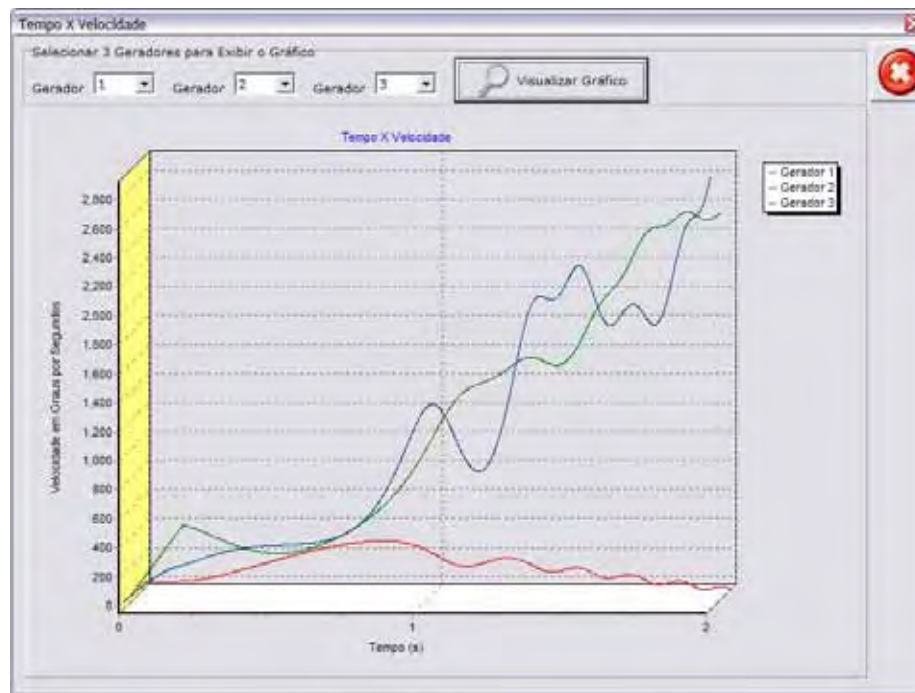 Tempo X Velocidade
Selecionar 3 Geradores para Exibir o Gráfico
Gerador 1 Gerador 2 Gerador 3 Visualizar Gráfico
Tempo X Velocidade
Gerador 1
Gerador 2
Gerador 3
Velocidade em Graus por Segundos
2,800
2,600
2,400
2,200
2,000
1,800
1,600
1,400
1,200
1,000
800
600
400
200
0
0 1 2
Tempo (s)